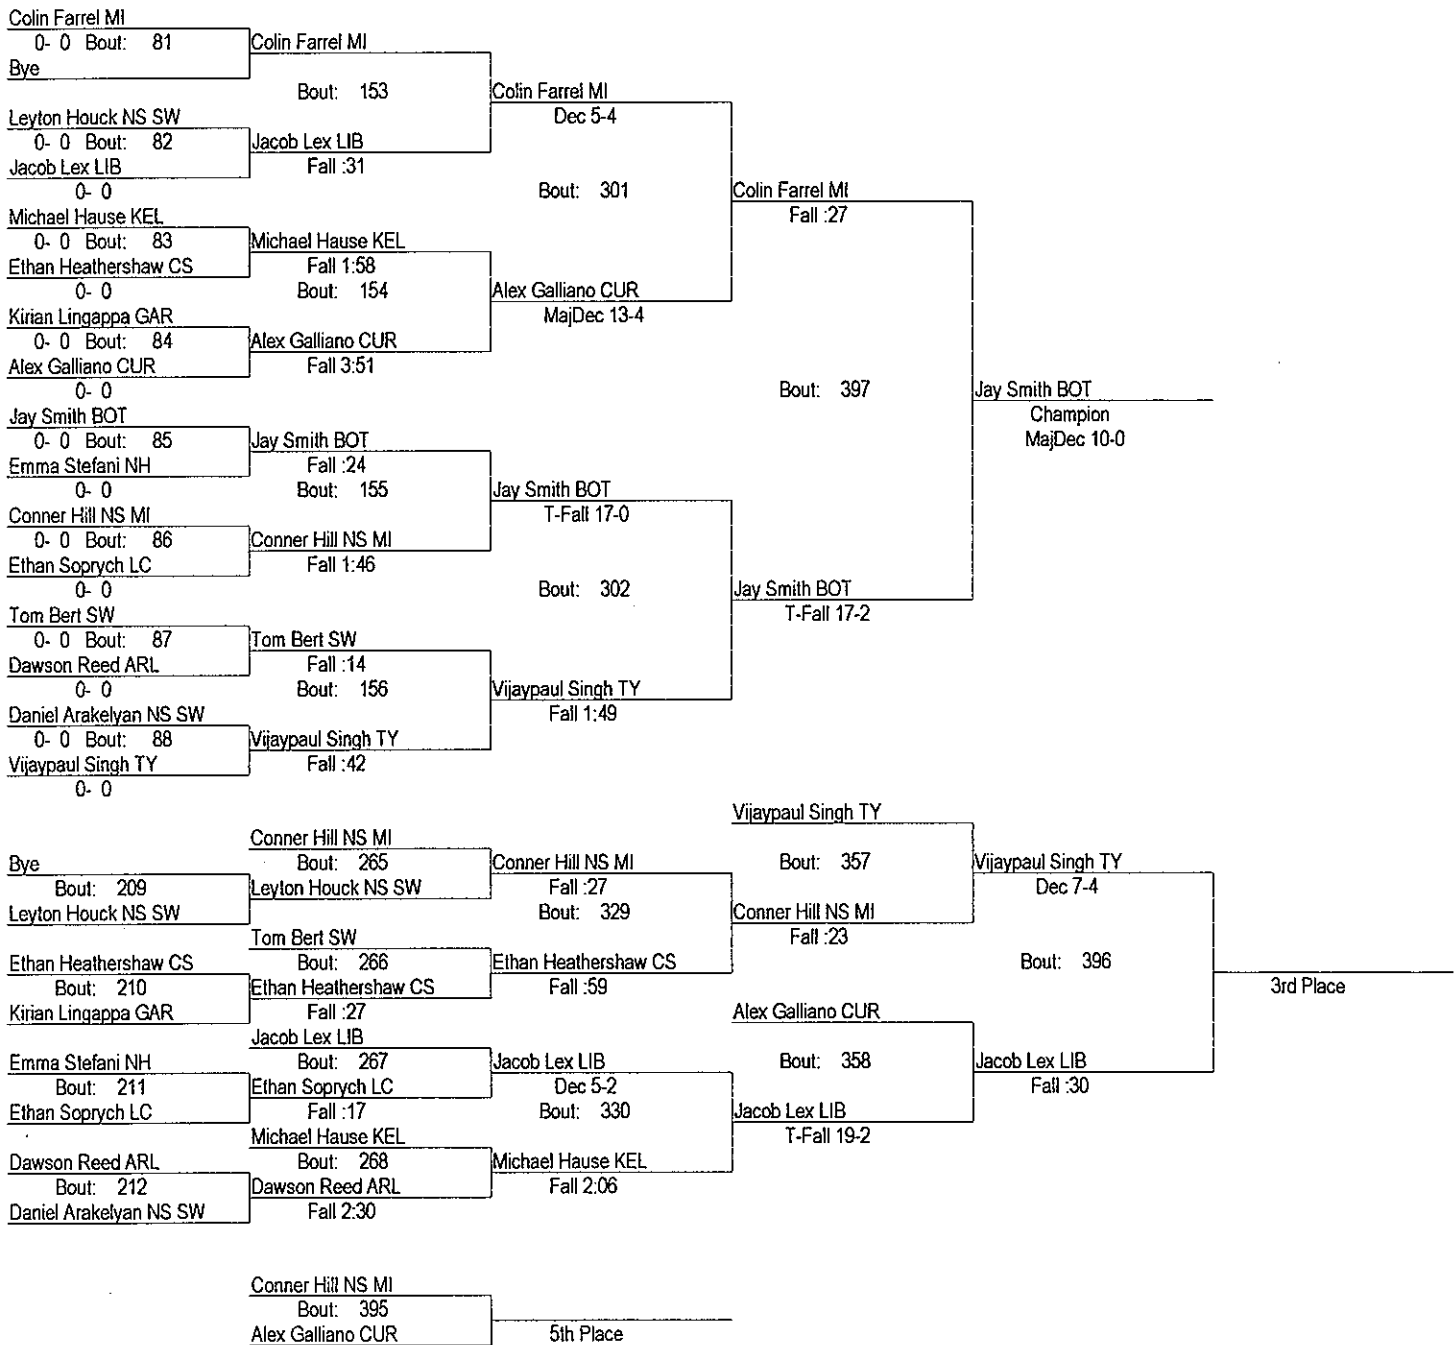 Colin Farrel MI
0- 0 Bout: 81
Bye
Leyton Houck NS SW
0- 0 Bout: 82
Jacob Lex LIB
0- 0
Michael Hause KEL
0- 0 Bout: 83
Ethan Heathershaw CS
0- 0
Kirian Lingappa GAR
0- 0 Bout: 84
Alex Galliano CUR
0- 0
Jay Smith BOT
0- 0 Bout: 85
Emma Stefani NH
0- 0
Conner Hill NS MI
0- 0 Bout: 86
Ethan Soprych LC
0- 0
Tom Bert SW
0- 0 Bout: 87
Dawson Reed ARL
0- 0
Daniel Arakelyan NS SW
0- 0 Bout: 88
Vijaypaul Singh TY
0- 0
Colin Farrel MI
Bout: 153
Jacob Lex LIB
Fall :31
Michael Hause KEL
Fall 1:58
Bout: 154
Alex Galliano CUR
Fall 3:51
Jay Smith BOT
Fall :24
Bout: 155
Conner Hill NS MI
Fall 1:46
Tom Bert SW
Fall :14
Bout: 156
Vijaypaul Singh TY
Fall :42
Colin Farrel MI
Dec 5-4
Bout: 301
Alex Galliano CUR
MajDec 13-4
Jay Smith BOT
T-Fall 17-0
Bout: 302
Vijaypaul Singh TY
Fall 1:49
Colin Farrel MI
Fall :27
Bout: 397
Jay Smith BOT
T-Fall 17-2
Jay Smith BOT
Champion
MajDec 10-0
Bye
Bout: 209
Leyton Houck NS SW
Ethan Heathershaw CS
Bout: 210
Kirian Lingappa GAR
Emma Stefani NH
Bout: 211
Ethan Soprych LC
Dawson Reed ARL
Bout: 212
Daniel Arakelyan NS SW
Conner Hill NS MI
Bout: 265
Leyton Houck NS SW
Tom Bert SW
Bout: 266
Ethan Heathershaw CS
Fall :27
Jacob Lex LIB
Bout: 267
Ethan Soprych LC
Fall :17
Michael Hause KEL
Bout: 268
Dawson Reed ARL
Fall 2:30
Conner Hill NS MI
Fall :27
Bout: 329
Ethan Heathershaw CS
Fall :59
Jacob Lex LIB
Dec 5-2
Bout: 330
Michael Hause KEL
Fall 2:06
Vijaypaul Singh TY
Bout: 357
Conner Hill NS MI
Fall :23
Alex Galliano CUR
Bout: 358
Jacob Lex LIB
T-Fall 19-2
Vijaypaul Singh TY
Dec 7-4
Bout: 396
Jacob Lex LIB
Fall :30
3rd Place
Conner Hill NS MI
Bout: 395
Alex Galliano CUR
5th Place